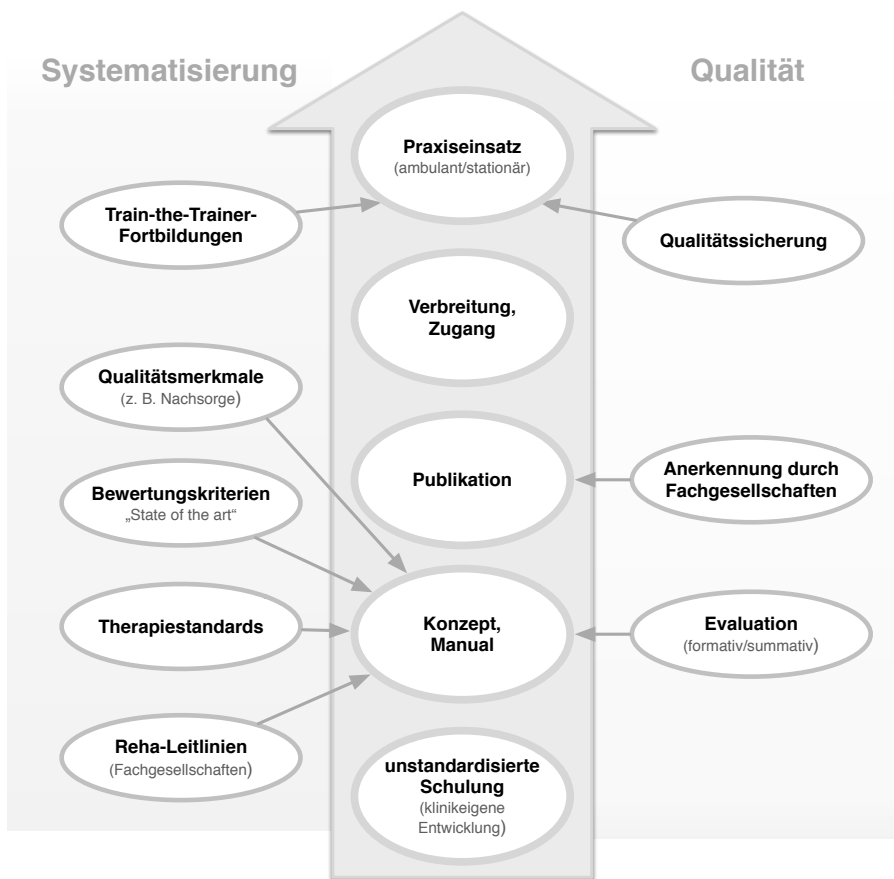 Systematisierung
Qualität
Praxiseinsatz
(ambulant/stationär)
Train-the-Trainer-
Fortbildungen
Qualitätssicherung
Verbreitung,
Zugang
Qualitätsmerkmale
(z. B. Nachsorge)
Publikation
Anerkennung durch
Fachgesellschaften
Bewertungskriterien
„State of the art“
Konzept,
Manual
Therapiestandards
Evaluation
(formativ/summativ)
Reha-Leitlinien
(Fachgesellschaften)
unstandardisierte
Schulung
(klinikeigene
Entwicklung)